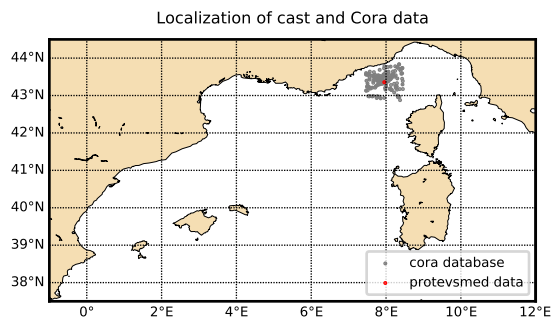 Localization of cast and Cora data
44°N
43°N
42°N
41°N
40°N
39°N
38°N
cora database
protevsmed data
0°
2°E
4°E
6°E
8°E
10°E
12°E